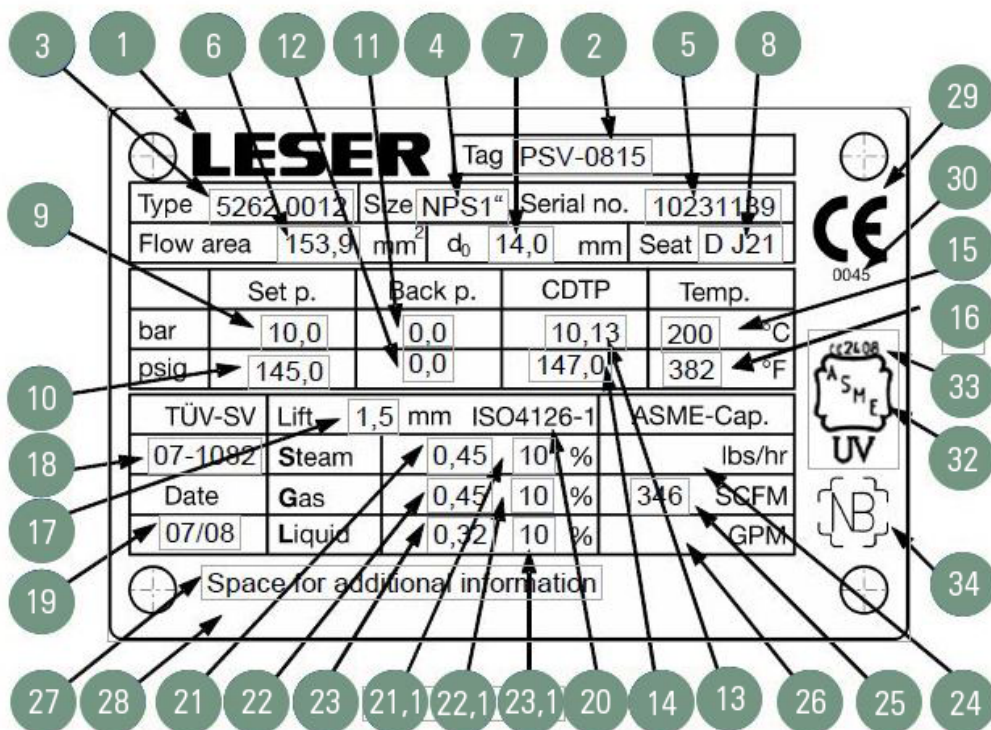 3 1 6 12 11 4 7 2 5 8
29
30
LESER Tag PSV-0815
Type 5262.0012 Size NPS1“ Serial no. 10231139
9
Flow area 153,9 mm² d₀ 14,0 mm Seat D J21
CE
0045
15
Set p. Back p. CDTP Temp.
bar 10,0 0,0 10,13 200 °C
16
psig 145,0 0,0 147,0 382 °F
10
CC2408
33
ASME
UV
32
TÜV-SV Lift 1,5 mm ISO4126-1 ASME-Cap.
18
07-1082 Steam 0,45 10 % lbs/hr
17
Date Gas 0,45 10 % 346 SCFM
NB
07/08 Liquid 0,32 10 % GPM
19
34
Space for additional information
27 28 21 22 23 21,1 22,1 23,1 20 14 13 26 25 24